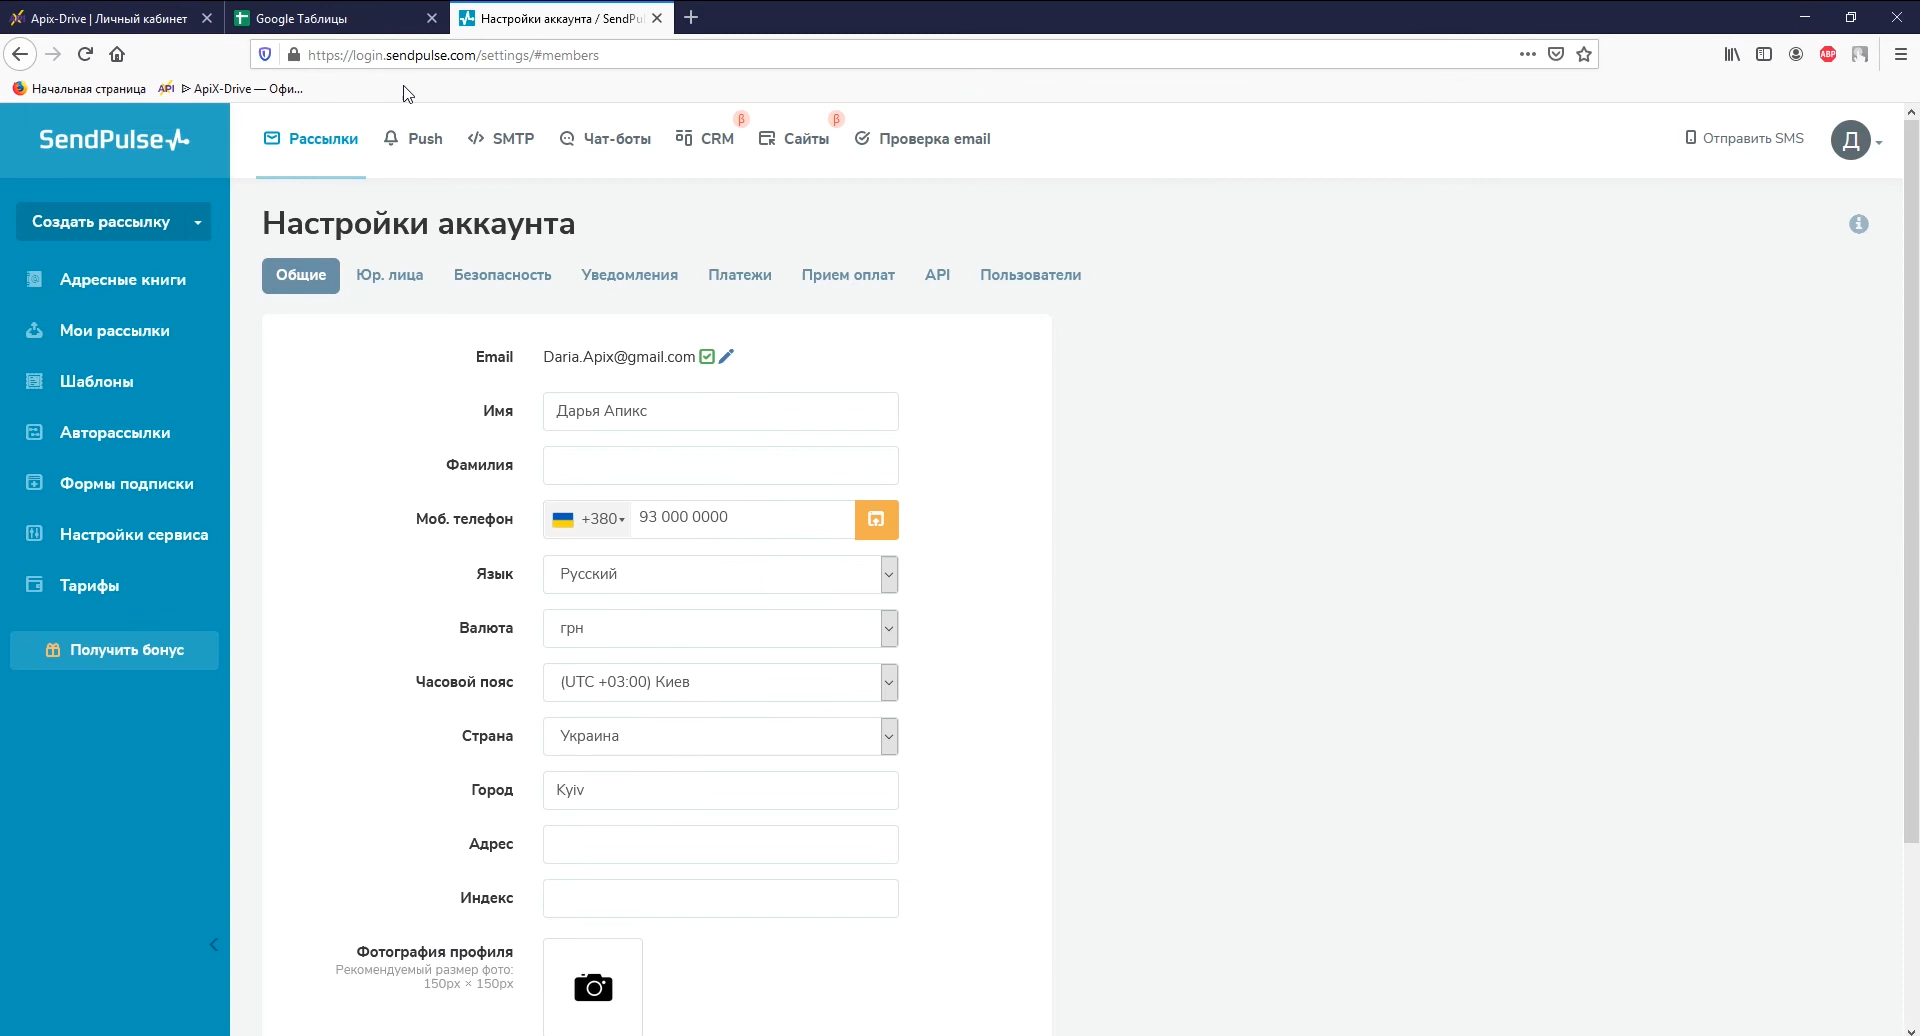 Apix-Drive | Личный кабинет
Google Таблицы
Настройки аккаунта / SendPul
https://login.sendpulse.com/settings/#members
ABP
Начальная страница
API ᐅ ApiX-Drive — Офи...
SendPulse
Рассылки
Push
SMTP
Чат-боты
CRM
β
Сайты
β
Проверка email
Отправить SMS
Д
Создать рассылку
Адресные книги
Мои рассылки
Шаблоны
Авторассылки
Формы подписки
Настройки сервиса
Тарифы
Получить бонус
Настройки аккаунта
Общие
Юр. лица
Безопасность
Уведомления
Платежи
Прием оплат
API
Пользователи
Email Daria.Apix@gmail.com
Имя Дарья Апикс
Фамилия
Моб. телефон +380 93 000 0000
Язык Русский
Валюта грн
Часовой пояс (UTC +03:00) Киев
Страна Украина
Город Kyiv
Адрес
Индекс
Фотография профиля
Рекомендуемый размер фото:
150px × 150px